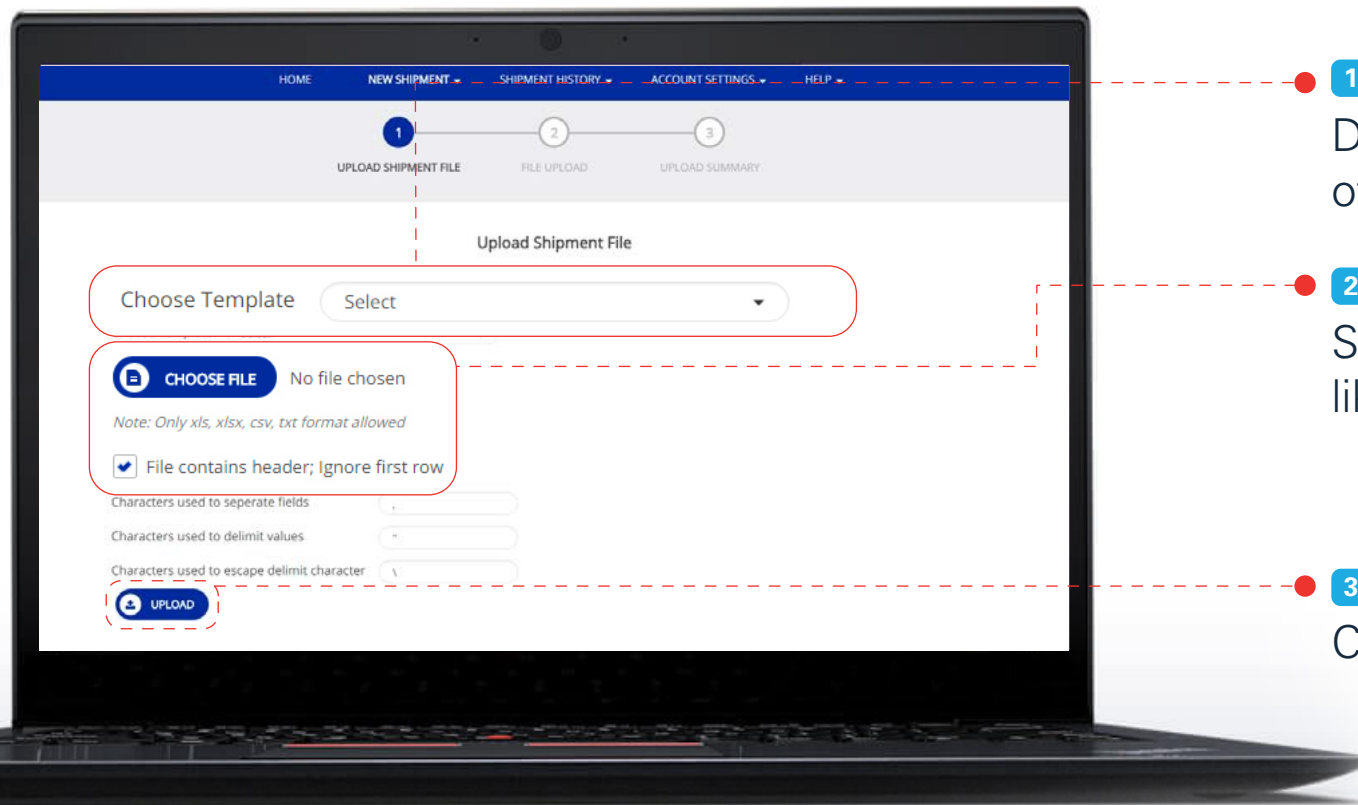 HOME NEW SHIPMENT SHIPMENT HISTORY ACCOUNT SETTINGS HELP
1 2 3
UPLOAD SHIPMENT FILE FILE UPLOAD UPLOAD SUMMARY
Upload Shipment File
Choose Template Select
CHOOSE FILE No file chosen
Note: Only xls, xlsx, csv, txt format allowed
File contains header; Ignore first row
Characters used to seperate fields ,
Characters used to delimit values "
Characters used to escape delimit character \
UPLOAD
1
D
2
S
3
C